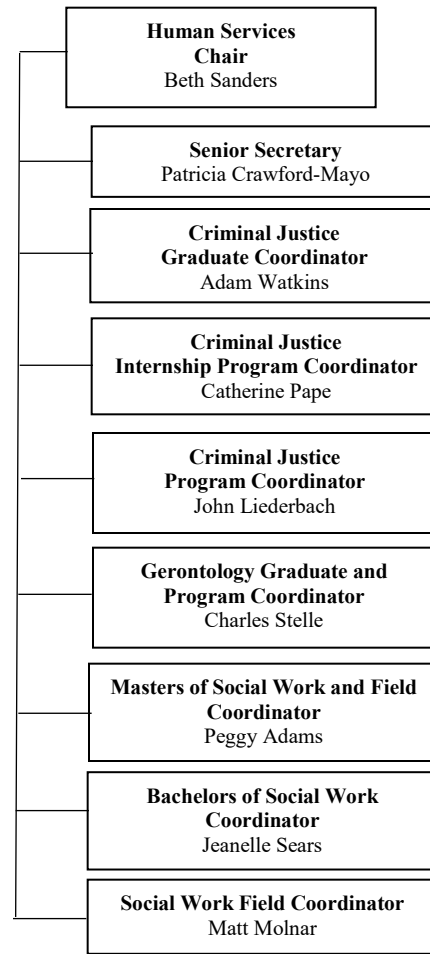 Human Services
Chair
Beth Sanders
Senior Secretary
Patricia Crawford-Mayo
Criminal Justice
Graduate Coordinator
Adam Watkins
Criminal Justice
Internship Program Coordinator
Catherine Pape
Criminal Justice
Program Coordinator
John Liederbach
Gerontology Graduate and
Program Coordinator
Charles Stelle
Masters of Social Work and Field
Coordinator
Peggy Adams
Bachelors of Social Work
Coordinator
Jeanelle Sears
Social Work Field Coordinator
Matt Molnar